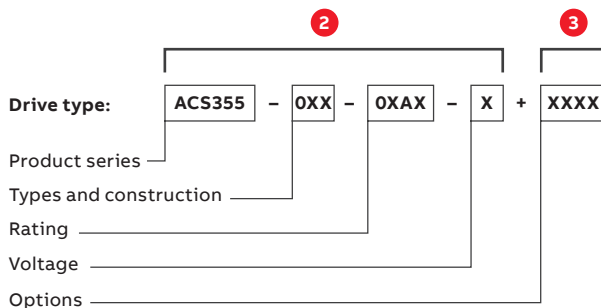 2 3
Drive type: ACS355 – 0XX – 0XAX – X + XXXX
Product series
Types and construction
Rating
Voltage
Options